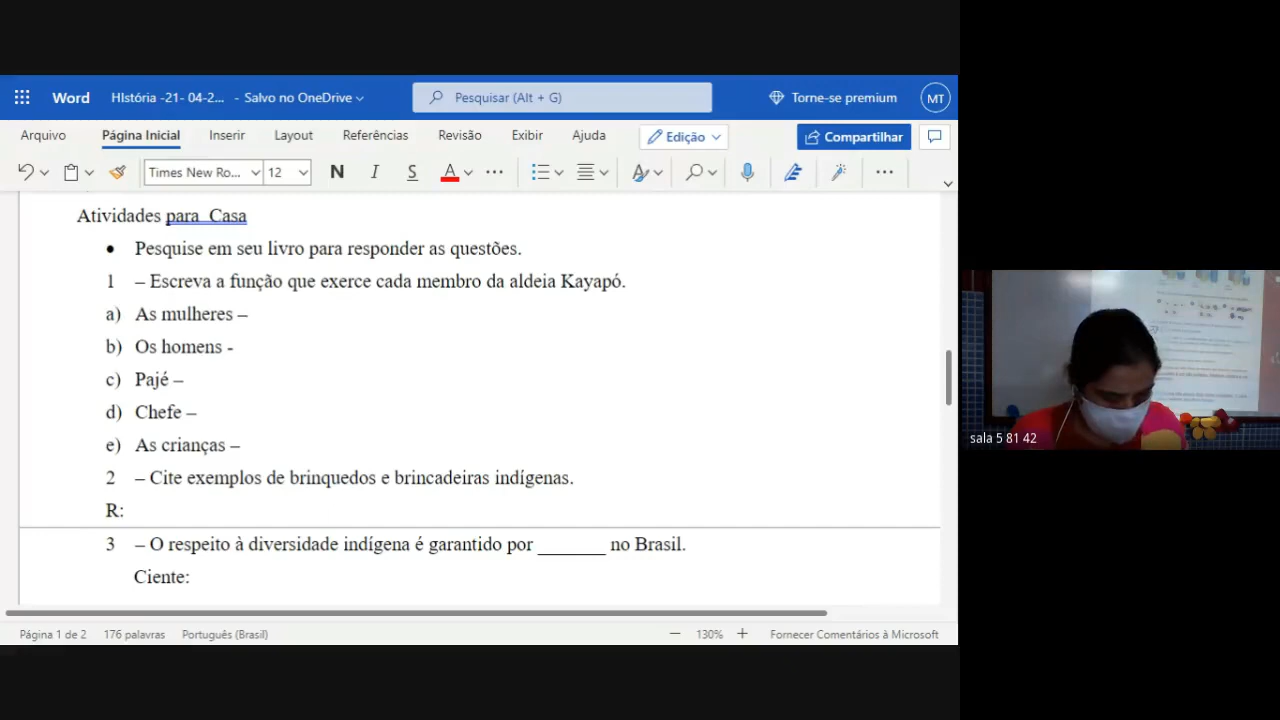 Word HIstória -21- 04-2... - Salvo no OneDrive Pesquisar (Alt + G) Torne-se premium MT
Arquivo Página Inicial Inserir Layout Referências Revisão Exibir Ajuda Edição Compartilhar
Times New Ro... 12 N I S A
Atividades para Casa
• Pesquise em seu livro para responder as questões.
1 – Escreva a função que exerce cada membro da aldeia Kayapó.
a) As mulheres –
b) Os homens -
c) Pajé –
d) Chefe –
e) As crianças –
2 – Cite exemplos de brinquedos e brincadeiras indígenas.
R:
3 – O respeito à diversidade indígena é garantido por _______ no Brasil.
Ciente:
Página 1 de 2 176 palavras Português (Brasil) 130% Fornecer Comentários à Microsoft
sala 5 81 42